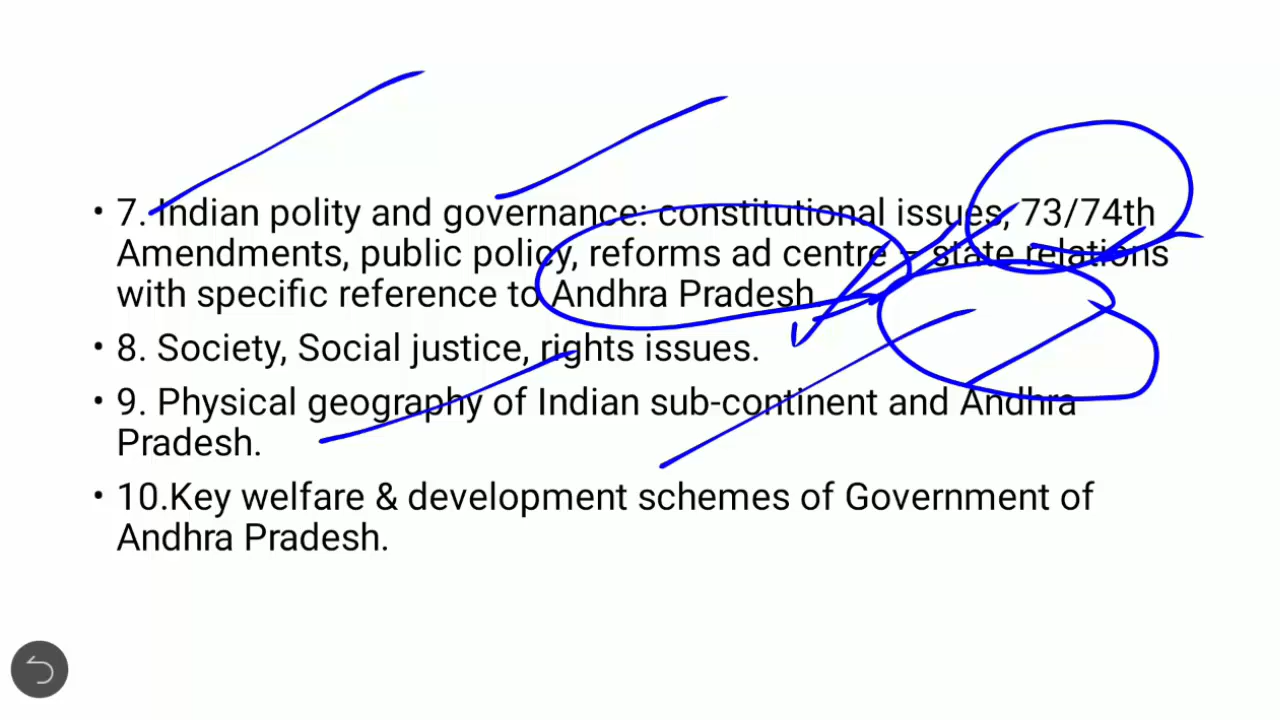 • 7. Indian polity and governance: constitutional issues, 73/74th
Amendments, public policy, reforms ad centre – state relations
with specific reference to Andhra Pradesh
• 8. Society, Social justice, rights issues.
• 9. Physical geography of Indian sub-continent and Andhra
Pradesh.
• 10.Key welfare & development schemes of Government of
Andhra Pradesh.